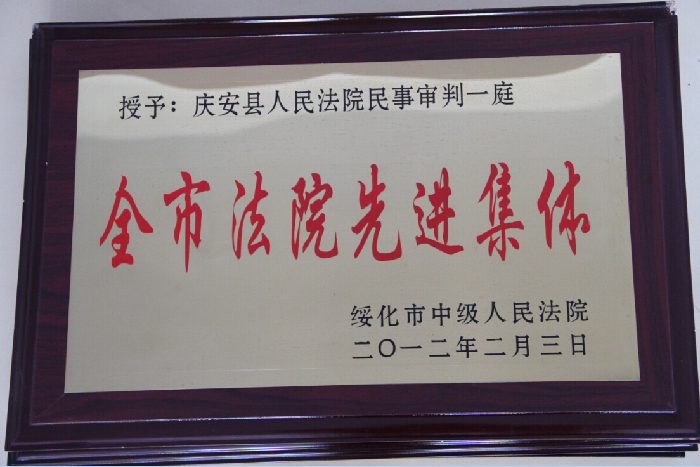 授予：庆安县人民法院民事审判一庭
全市法院先进集体
绥化市中级人民法院
二〇一二年二月三日